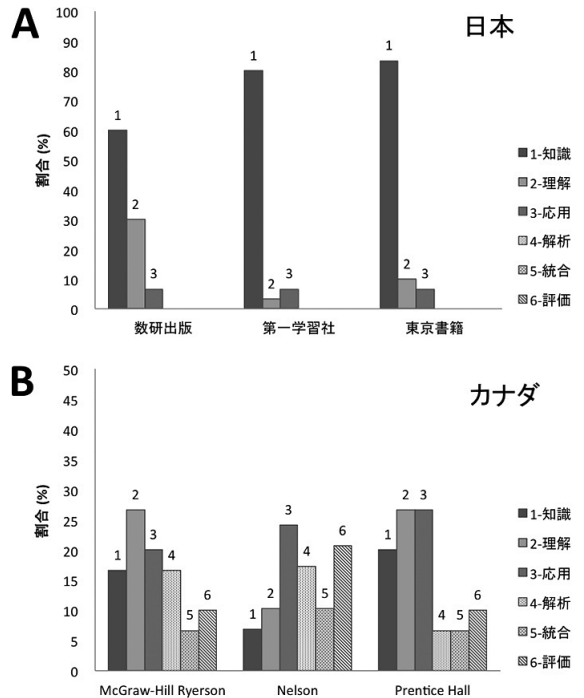 A
日本
100
90
80
70
60
50
40
30
20
10
0
割合 (%)
1
2
3
1
2
3
1
2
3
数研出版
第一学習社
東京書籍
1-知識
2-理解
3-応用
4-解析
5-統合
6-評価
B
カナダ
50
45
40
35
30
25
20
15
10
5
0
割合 (%)
1
2
3
4
5
6
1
2
3
4
5
6
1
2
3
4
5
6
McGraw-Hill Ryerson
Nelson
Prentice Hall
1-知識
2-理解
3-応用
4-解析
5-統合
6-評価